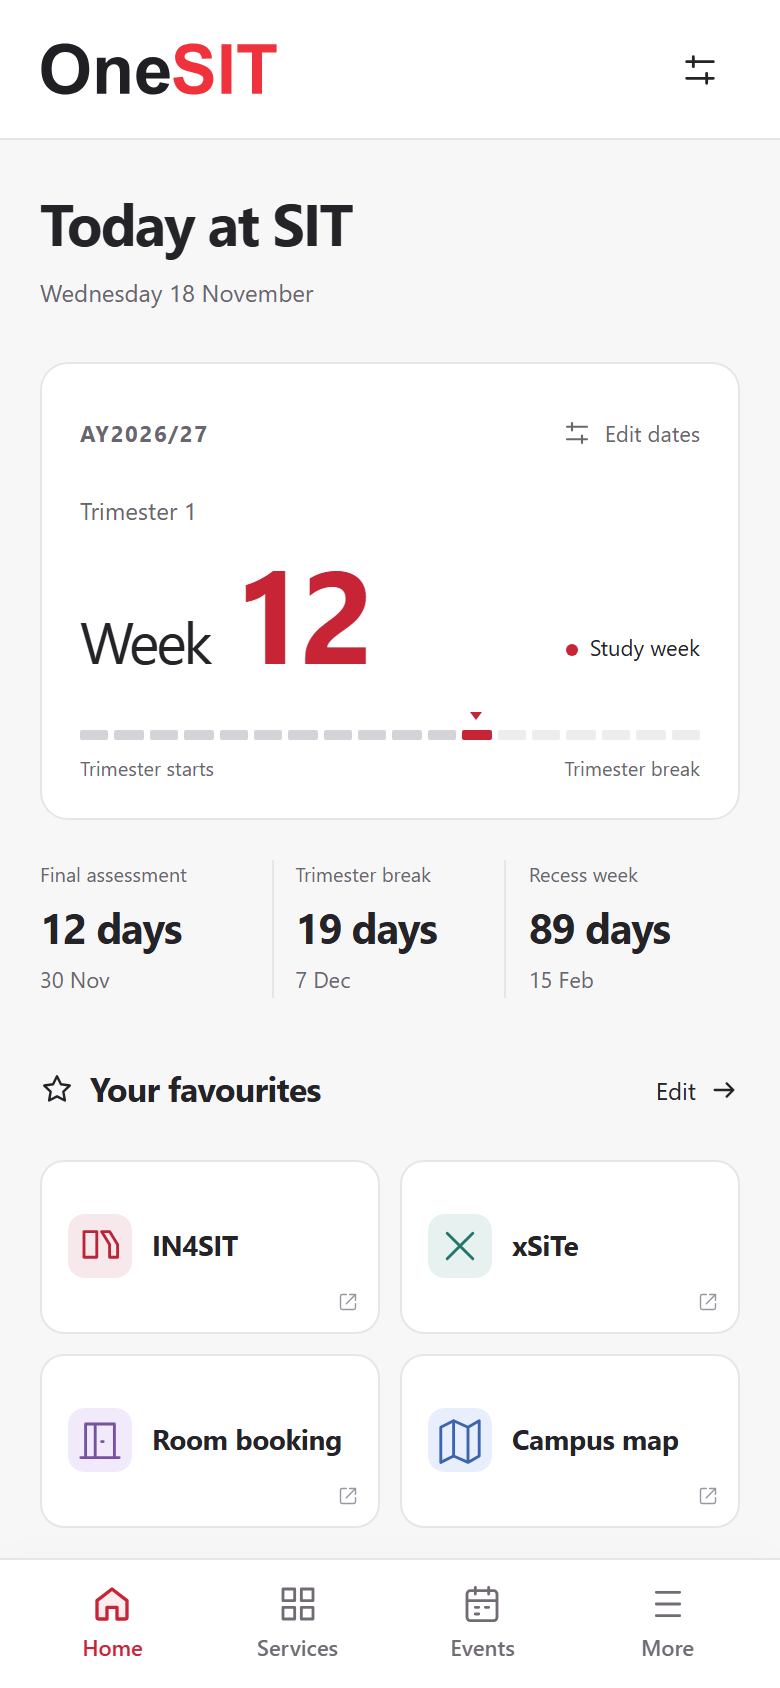 OneSIT
Today at SIT
Wednesday 18 November
AY2026/27
Edit dates
Trimester 1
Week 12
Study week
Trimester starts
Trimester break
Final assessment
12 days
30 Nov
Trimester break
19 days
7 Dec
Recess week
89 days
15 Feb
Your favourites
Edit
IN4SIT
xSiTe
Room booking
Campus map
Home
Services
Events
More